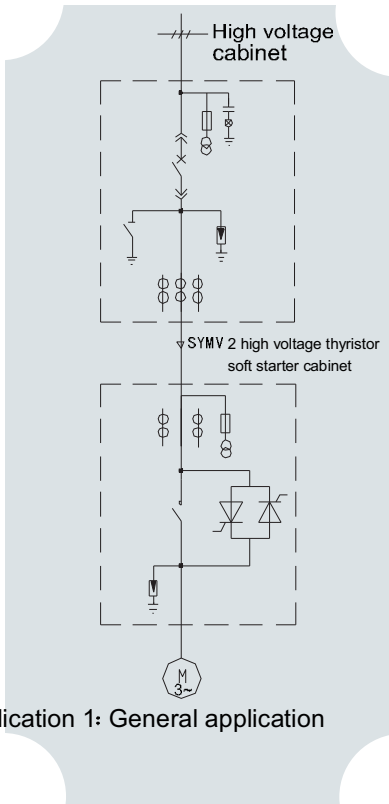 High voltage
cabinet
SYMV 2 high voltage thyristor
soft starter cabinet
M
3~
lication 1: General application